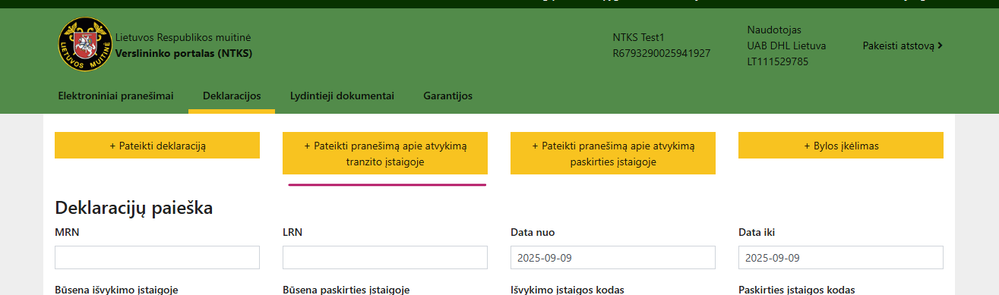 Lietuvos Respublikos muitinė
Verslininko portalas (NTKS)
LIETUVOS MUITINĖ
NTKS Test1
R6793290025941927
Naudotojas
UAB DHL Lietuva
LT111529785
Pakeisti atstovą
Elektroniniai pranešimai
Deklaracijos
Lydintieji dokumentai
Garantijos
+ Pateikti deklaraciją
+ Pateikti pranešimą apie atvykimą
tranzito įstaigoje
+ Pateikti pranešimą apie atvykimą
paskirties įstaigoje
+ Bylos įkėlimas
Deklaracijų paieška
MRN
LRN
Data nuo
Data iki
2025-09-09
2025-09-09
Būsena išvykimo įstaigoje
Būsena paskirties įstaigoje
Išvykimo įstaigos kodas
Paskirties įstaigos kodas